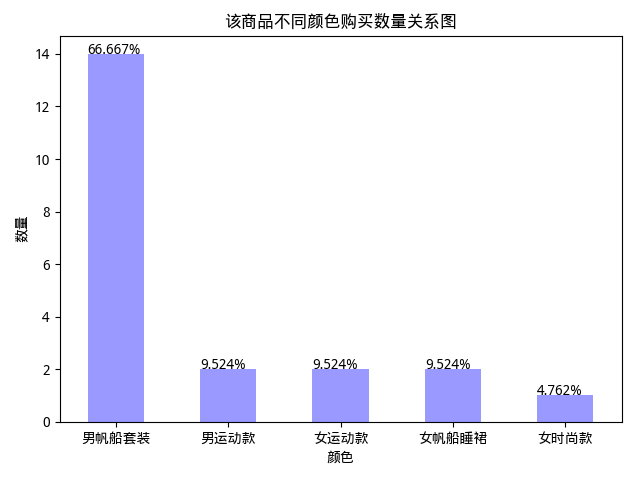 该商品不同颜色购买数量关系图
数量
14
12
10
8
6
4
2
0
66.667%
9.524%
9.524%
9.524%
4.762%
男帆船套装
男运动款
女运动款
女帆船睡裙
女时尚款
颜色